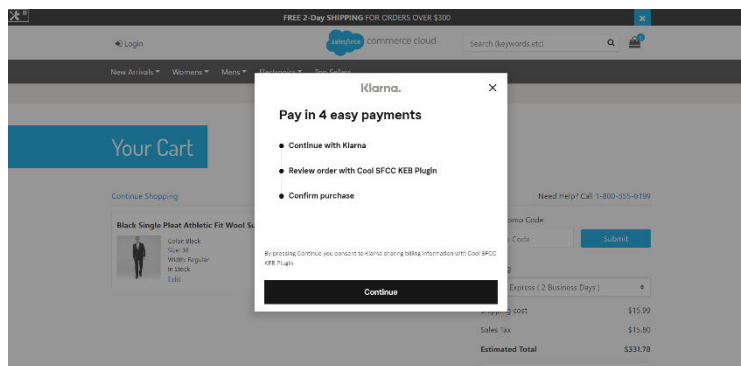 FREE 2-Day SHIPPING FOR ORDERS OVER $300
Login
salesforce commerce cloud
Search (keywords,etc)
New Arrivals Womens Mens Electronics Top Sellers
Klarna.
Pay in 4 easy payments
Continue with Klarna
Review order with Cool SFCC KEB Plugin
Confirm purchase
By pressing Continue you consent to Klarna sharing billing information with Cool SFCC
KEB Plugin
Continue
Your Cart
Continue Shopping
Need Help? Call 1-800-555-0199
Black Single Pleat Athletic Fit Wool Su
Color: Black
Size: 38
Width: Regular
In Stock
Edit
Code
Code
Submit
Express ( 2 Business Days )
cost
$15.99
Sales Tax
$15.80
Estimated Total
$331.78